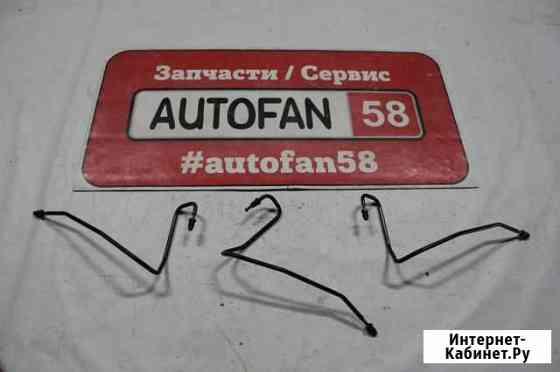 Запчасти / Сервис
AUTOFAN 58
#autofan58
Интернет-
Кабинет.Ру